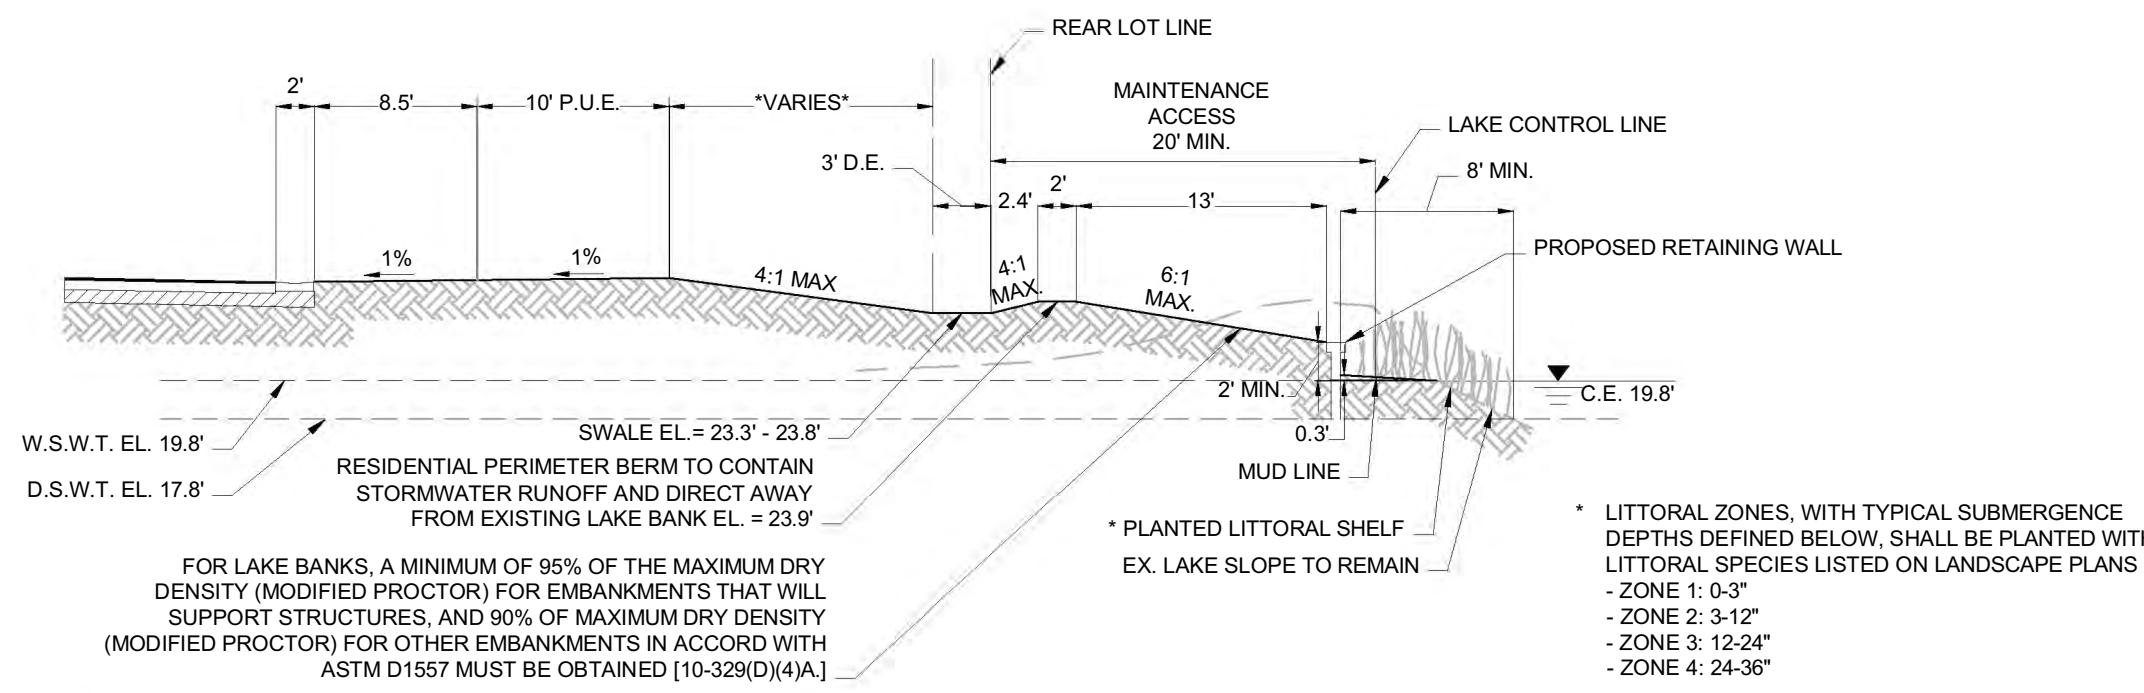 REAR LOT LINE
2'
8.5'
10' P.U.E.
*VARIES*
MAINTENANCE
ACCESS
20' MIN.
LAKE CONTROL LINE
3' D.E.
2'
8' MIN.
2.4'
13'
PROPOSED RETAINING WALL
1%
1%
4:1 MAX
4:1
MAX.
6:1
MAX.
2' MIN.
C.E. 19.8'
0.3'
W.S.W.T. EL. 19.8'
D.S.W.T. EL. 17.8'
SWALE EL.= 23.3' - 23.8'
RESIDENTIAL PERIMETER BERM TO CONTAIN
STORMWATER RUNOFF AND DIRECT AWAY
FROM EXISTING LAKE BANK EL. = 23.9'
MUD LINE
* PLANTED LITTORAL SHELF
EX. LAKE SLOPE TO REMAIN
FOR LAKE BANKS, A MINIMUM OF 95% OF THE MAXIMUM DRY
DENSITY (MODIFIED PROCTOR) FOR EMBANKMENTS THAT WILL
SUPPORT STRUCTURES, AND 90% OF MAXIMUM DRY DENSITY
(MODIFIED PROCTOR) FOR OTHER EMBANKMENTS IN ACCORD WITH
ASTM D1557 MUST BE OBTAINED [10-329(D)(4)A.]
* LITTORAL ZONES, WITH TYPICAL SUBMERGENCE
DEPTHS DEFINED BELOW, SHALL BE PLANTED WITH
LITTORAL SPECIES LISTED ON LANDSCAPE PLANS
- ZONE 1: 0-3"
- ZONE 2: 3-12"
- ZONE 3: 12-24"
- ZONE 4: 24-36"